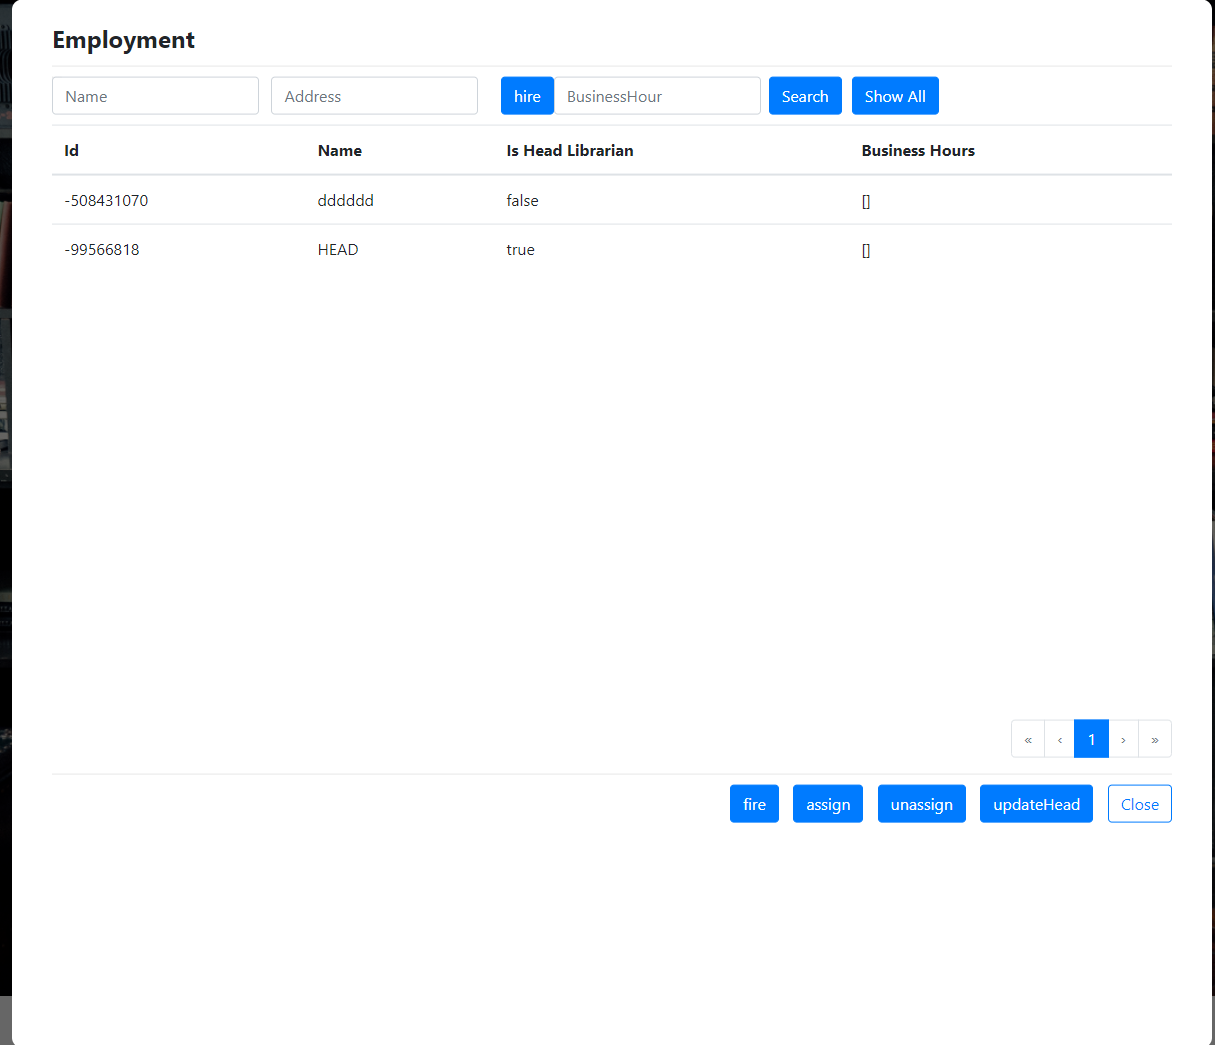 Employment
Name Address hire BusinessHour Search Show All
Id Name Is Head Librarian Business Hours
-508431070 dddddd false []
-99566818 HEAD true []
« ‹ 1 › »
fire assign unassign updateHead Close